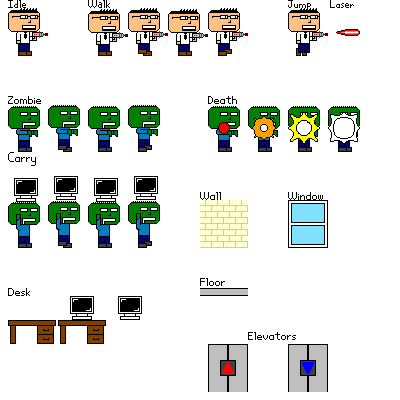 Idle Walk Jump Laser
Zombie Death
Carry
Wall Window
Floor
Desk
Elevators